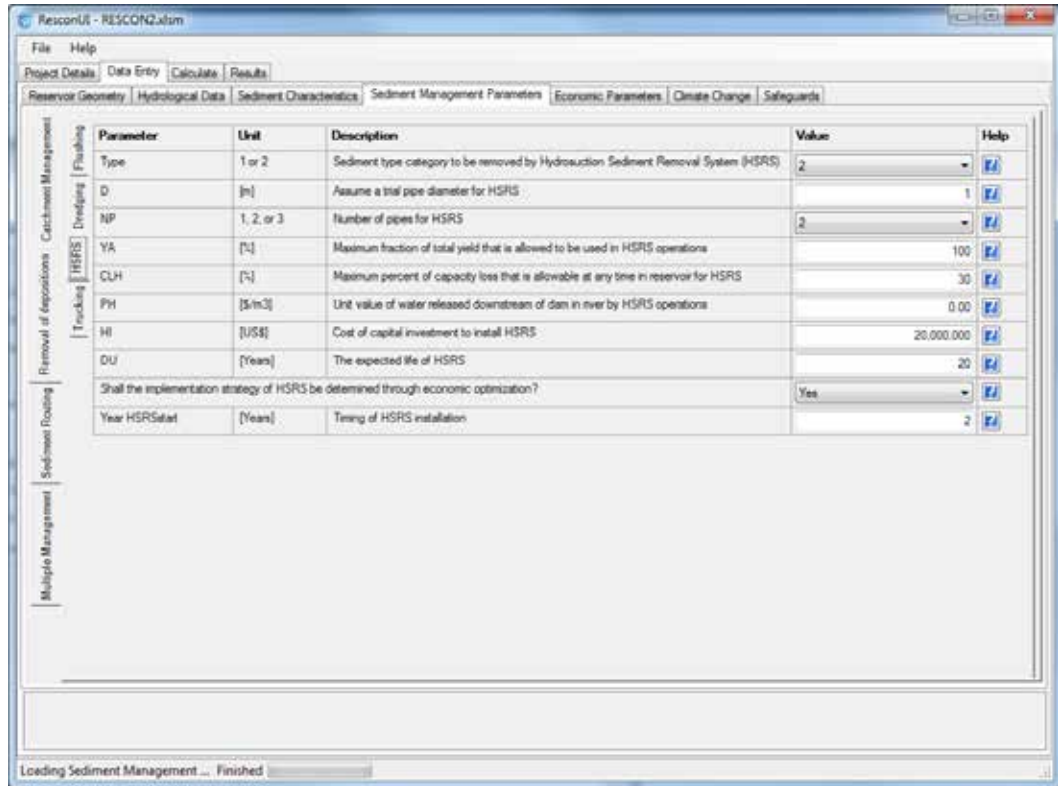 ResconUI - RESCON2.xlsm
File Help
Project Details Data Entry Calculate Results
Reservoir Geometry Hydrological Data Sediment Characteristics Sediment Management Parameters Economic Parameters Climate Change Safeguards
Catchment Management
Removal of depositions
Sediment Routing
Multiple Management
Flushing
Dredging
HSRS
Trucking
Parameter Unit Description Value Help
Type 1 or 2 Sediment type category to be removed by Hydrosuction Sediment Removal System (HSRS) 2
D [m] Assume a trial pipe diameter for HSRS 1
NP 1, 2, or 3 Number of pipes for HSRS 2
YA [%] Maximum fraction of total yield that is allowed to be used in HSRS operations 100
CLH [%] Maximum percent of capacity loss that is allowable at any time in reservoir for HSRS 30
PH [$/m3] Unit value of water released downstream of dam in river by HSRS operations 0.00
HI [US$] Cost of capital investment to install HSRS 20,000,000
DU [Years] The expected life of HSRS 20
Shall the implementation strategy of HSRS be determined through economic optimization? Yes
Year HSRSstart [Years] Timing of HSRS installation 2
Loading Sediment Management ... Finished